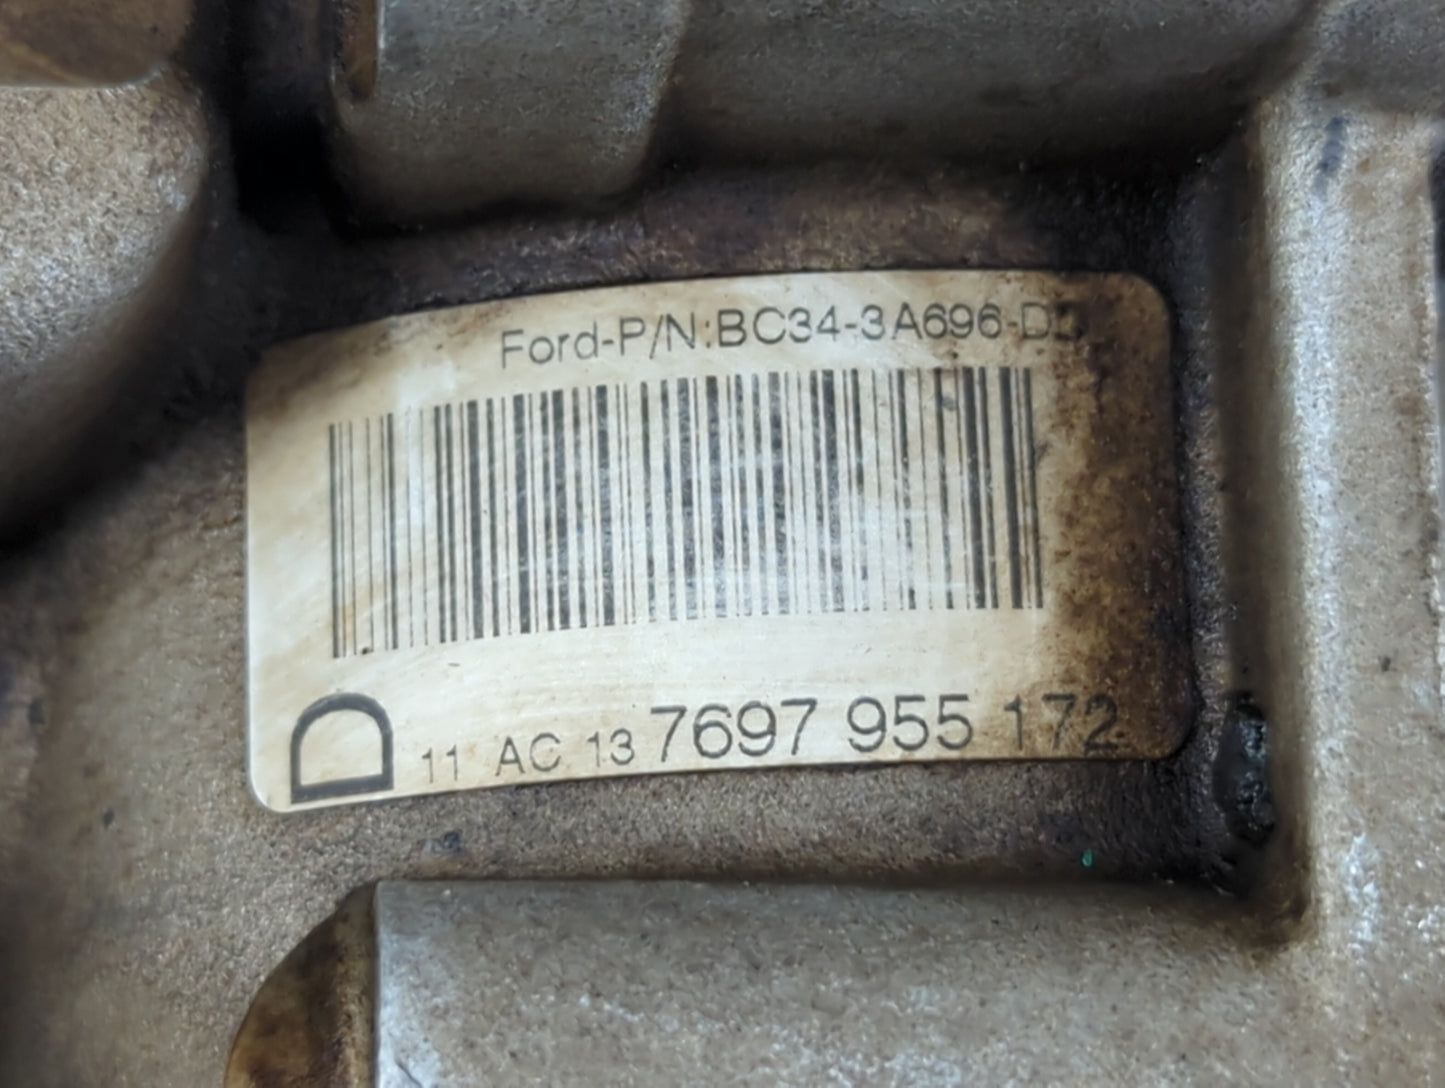 Ford-P/N:BC34-3A696-D
D 11 AC 13 7697 955 172